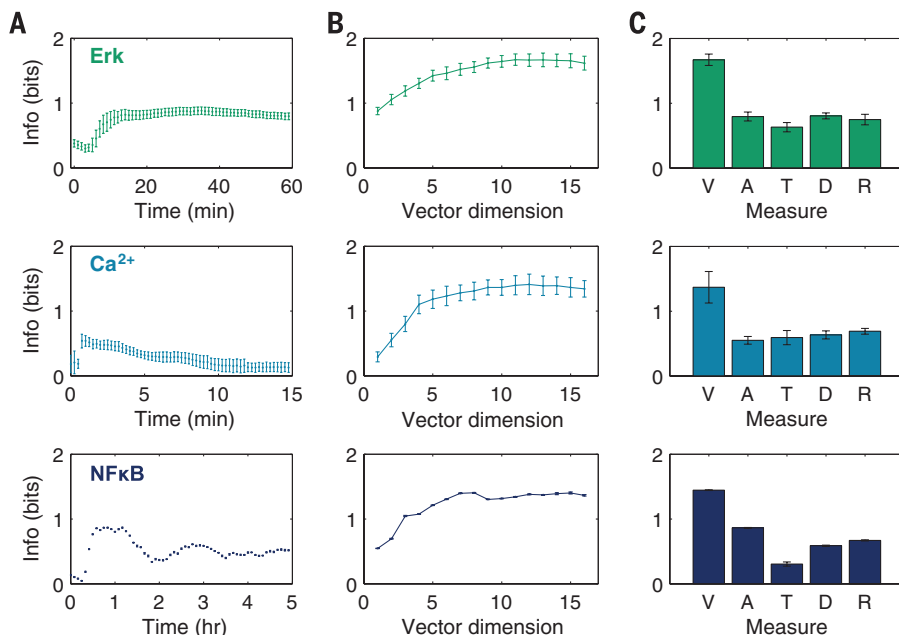 A
B
C
Erk
Info (bits)
2
1
0
0
20
40
60
Time (min)
2
1
0
0
5
10
15
Vector dimension
2
1
0
V A T D R
Measure
Ca²⁺
Info (bits)
2
1
0
0
5
10
15
Time (min)
2
1
0
0
5
10
15
Vector dimension
2
1
0
V A T D R
Measure
NFκB
Info (bits)
2
1
0
0
1
2
3
4
5
Time (hr)
2
1
0
0
5
10
15
Vector dimension
2
1
0
V A T D R
Measure